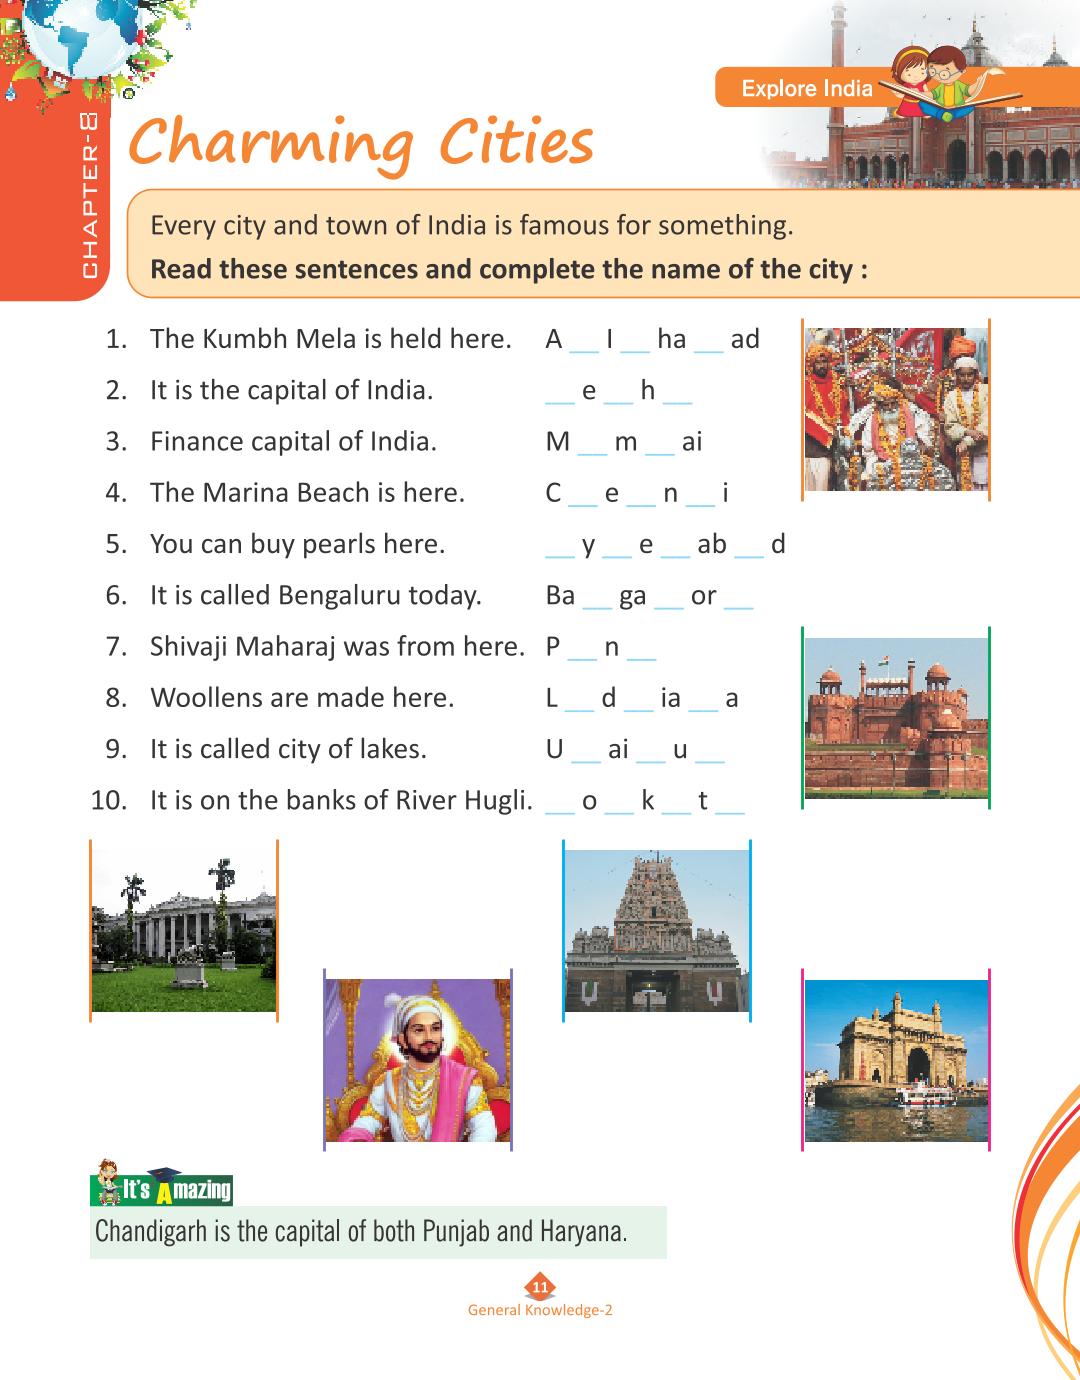 CHAPTER-8
Explore India
Charming Cities
Every city and town of India is famous for something.
Read these sentences and complete the name of the city :
1. The Kumbh Mela is held here. A __ I __ ha __ ad
2. It is the capital of India. __ e __ h __
3. Finance capital of India. M __ m __ ai
4. The Marina Beach is here. C __ e __ n __ i
5. You can buy pearls here. __ y __ e __ ab __ d
6. It is called Bengaluru today. Ba __ ga __ or __
7. Shivaji Maharaj was from here. P __ n __
8. Woollens are made here. L __ d __ ia __ a
9. It is called city of lakes. U __ ai __ u __
10. It is on the banks of River Hugli. __ o __ k __ t __
It's Amazing
Chandigarh is the capital of both Punjab and Haryana.
11
General Knowledge-2